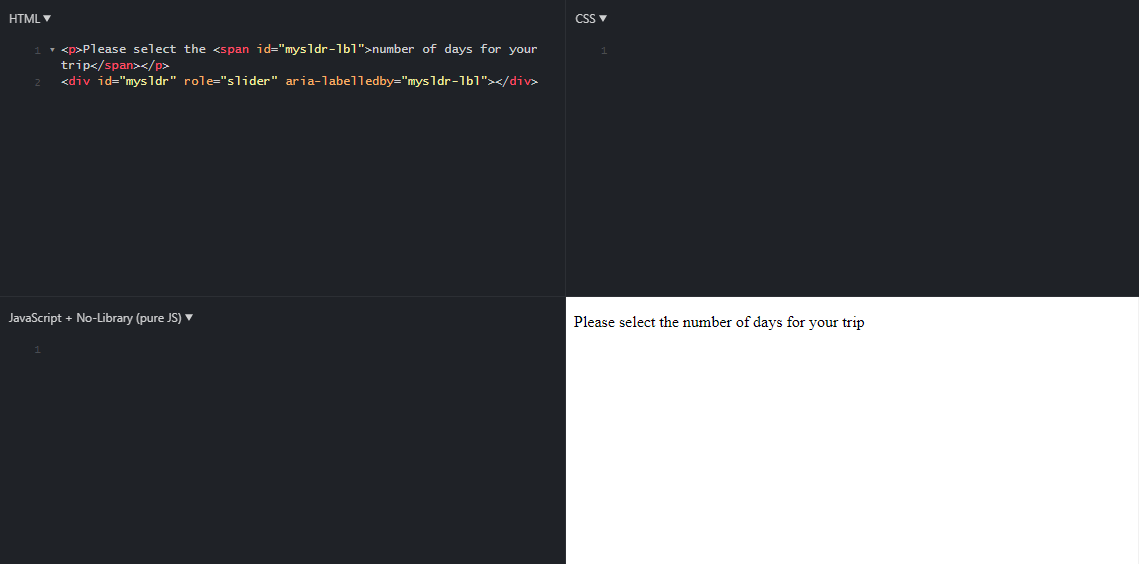 HTML▼
1 ▾ <p>Please select the <span id="mysldr-lbl">number of days for your
trip</span></p>
2 <div id="mysldr" role="slider" aria-labelledby="mysldr-lbl"></div>
CSS▼
1
JavaScript + No-Library (pure JS)▼
1
Please select the number of days for your trip